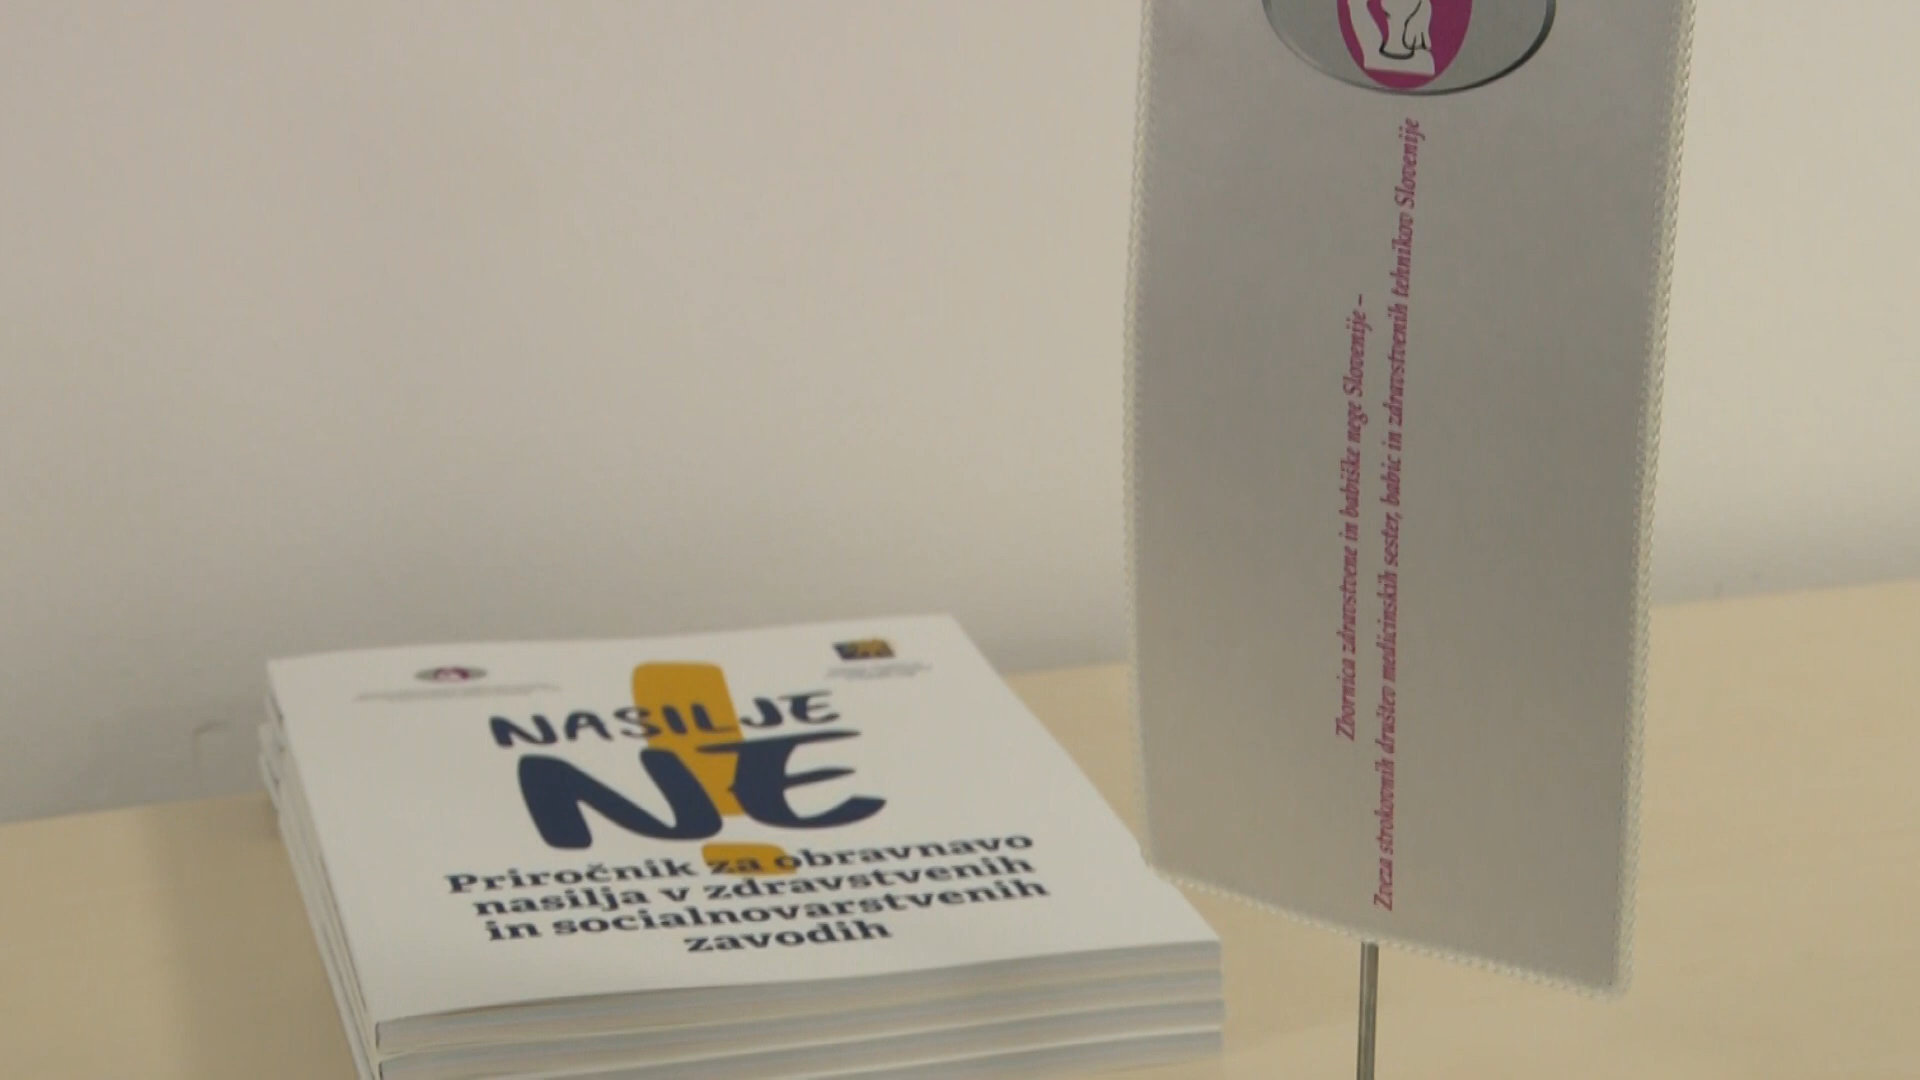 NASILJE
NE!
Priročnik za obravnavo
nasilja v zdravstvenih
in socialnovarstvenih
zavodih
Zbornica zdravstvene in babiške nege Slovenije –
Zveza strokovnih društev medicinskih sester, babic in zdravstvenih tehnikov Slovenije